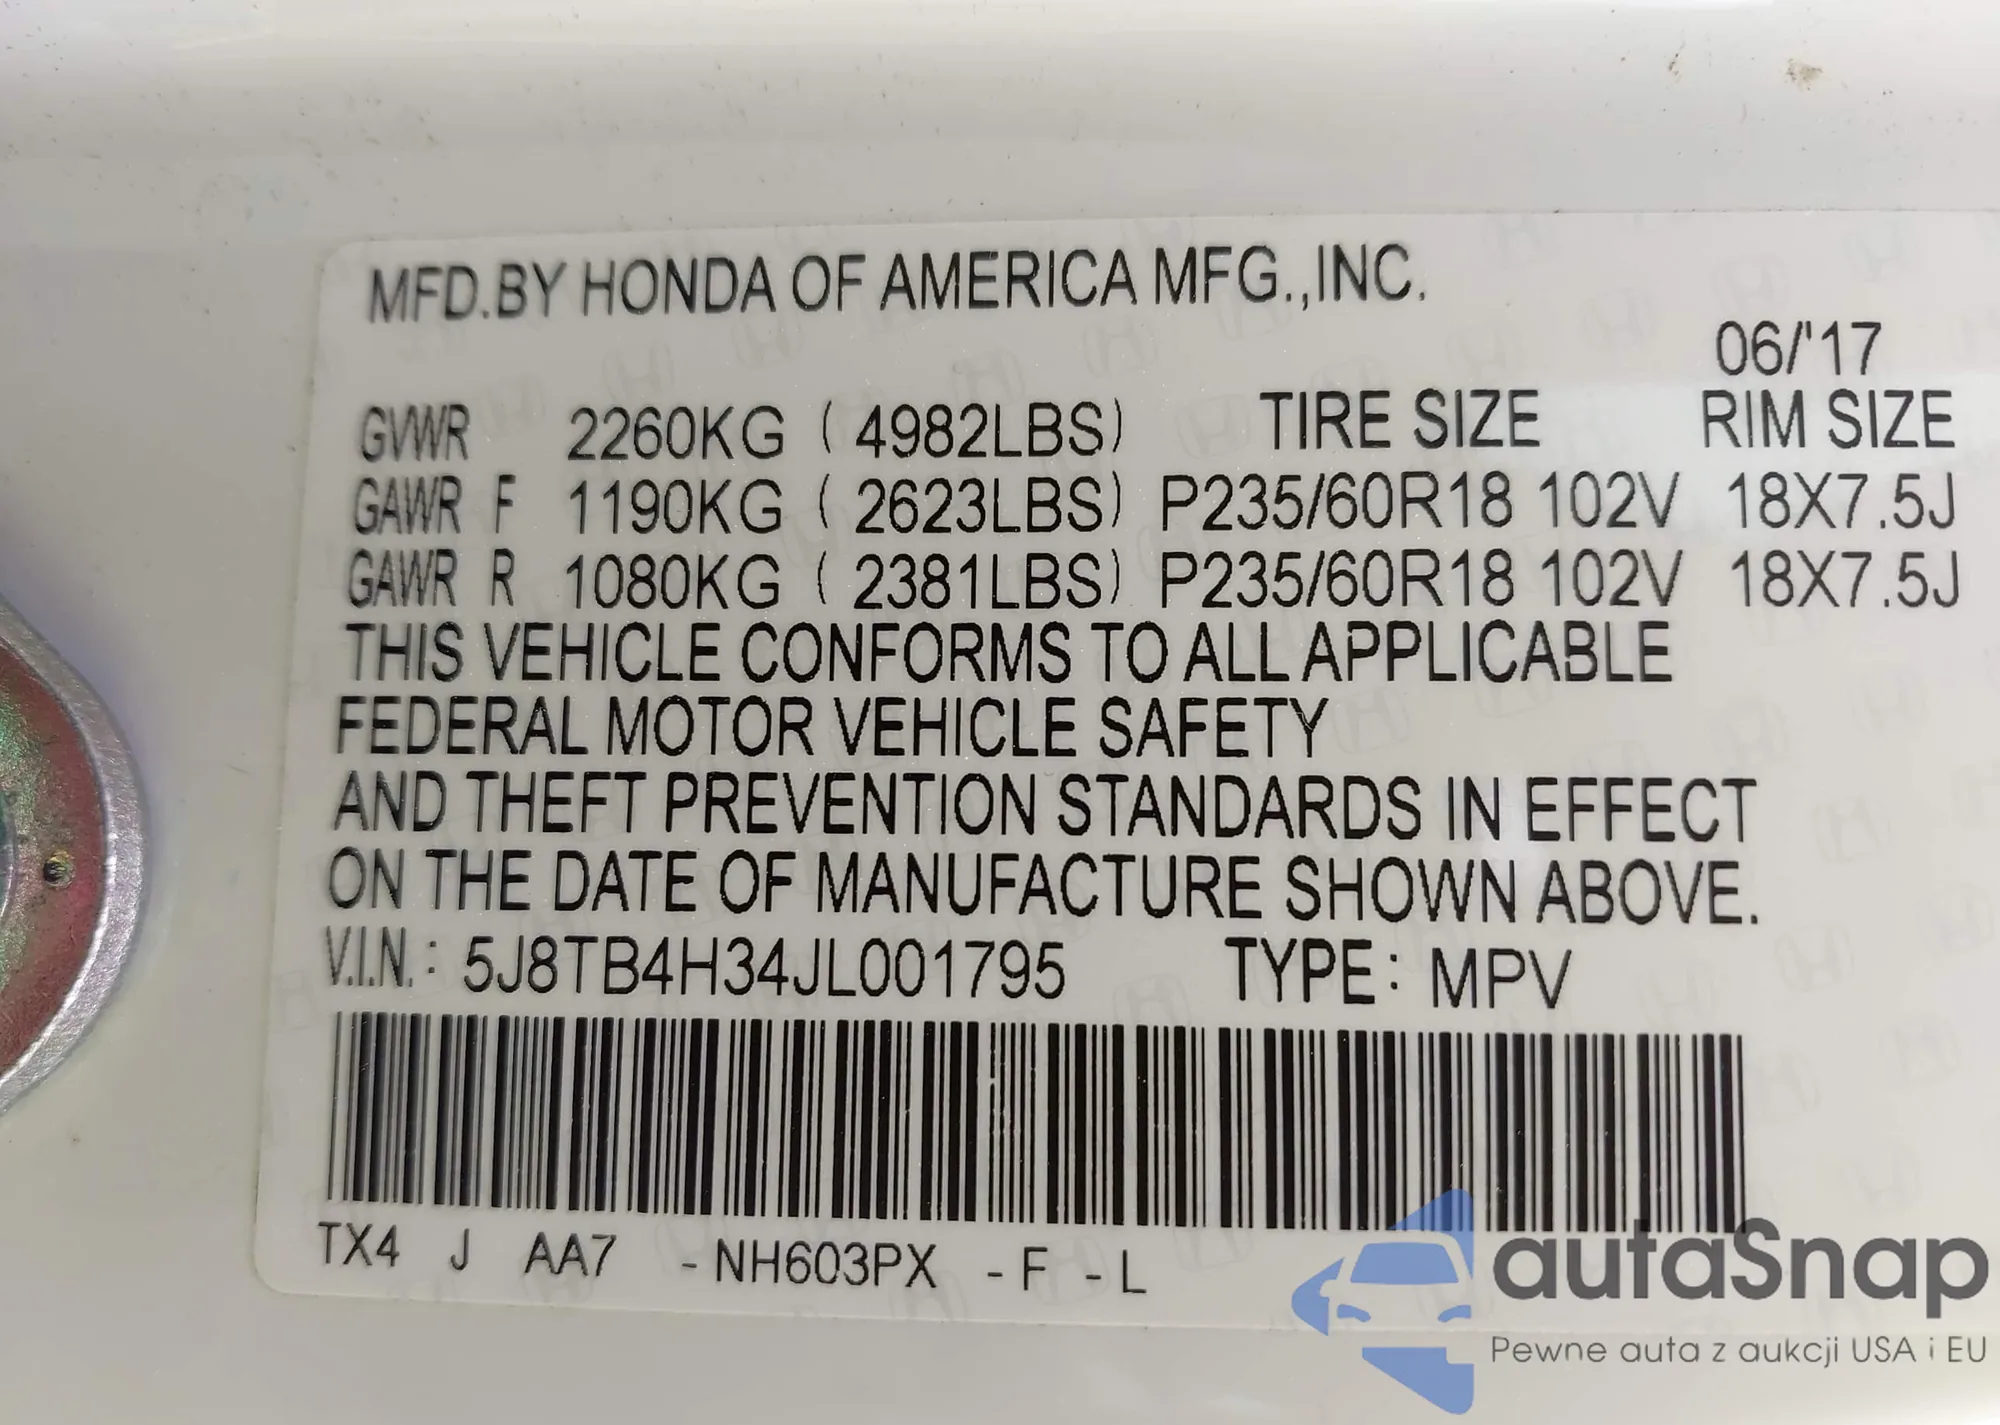 MFD.BY HONDA OF AMERICA MFG.,INC.
06/'17
GVWR 2260KG ( 4982LBS) TIRE SIZE RIM SIZE
GAWR F 1190KG ( 2623LBS) P235/60R18 102V 18X7.5J
GAWR R 1080KG ( 2381LBS) P235/60R18 102V 18X7.5J
THIS VEHICLE CONFORMS TO ALL APPLICABLE
FEDERAL MOTOR VEHICLE SAFETY
AND THEFT PREVENTION STANDARDS IN EFFECT
ON THE DATE OF MANUFACTURE SHOWN ABOVE.
V.I.N.: 5J8TB4H34JL001795 TYPE: MPV
TX4 J AA7 -NH603PX -F -L
autaSnap
Pewne auta z aukcji USA i EU